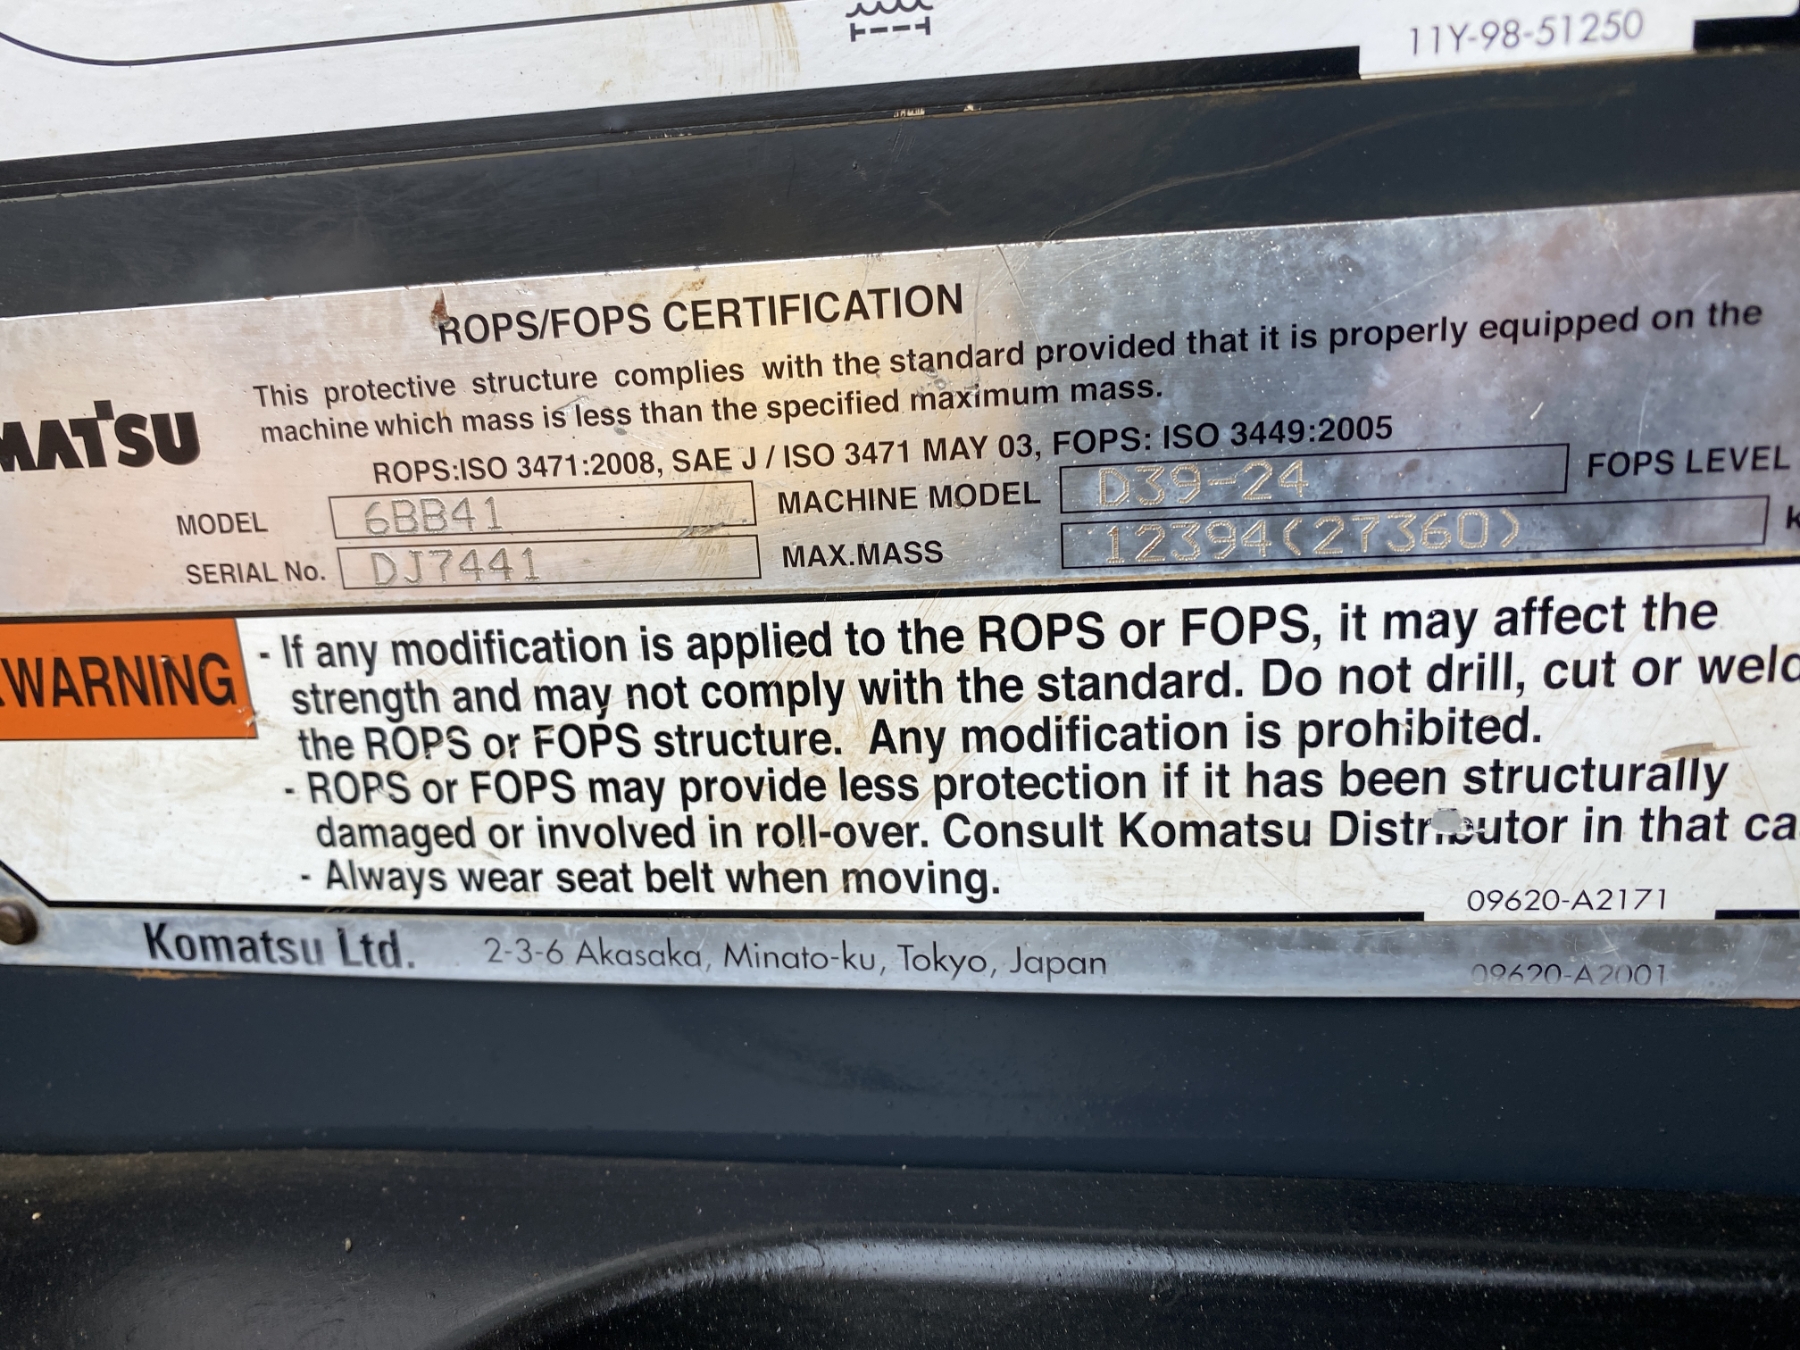 11Y-98-51250
ROPS/FOPS CERTIFICATION
This protective structure complies with the standard provided that it is properly equipped on the
machine which mass is less than the specified maximum mass.
MATSU
ROPS:ISO 3471:2008, SAE J / ISO 3471 MAY 03, FOPS: ISO 3449:2005
MODEL 6BB41 MACHINE MODEL D39-24 FOPS LEVEL
SERIAL No. DJ7441 MAX.MASS 12394(27360) k
WARNING
- If any modification is applied to the ROPS or FOPS, it may affect the
strength and may not comply with the standard. Do not drill, cut or weld
the ROPS or FOPS structure. Any modification is prohibited.
- ROPS or FOPS may provide less protection if it has been structurally
damaged or involved in roll-over. Consult Komatsu Distributor in that ca
- Always wear seat belt when moving.
09620-A2171
Komatsu Ltd. 2-3-6 Akasaka, Minato-ku, Tokyo, Japan
09620-A2001